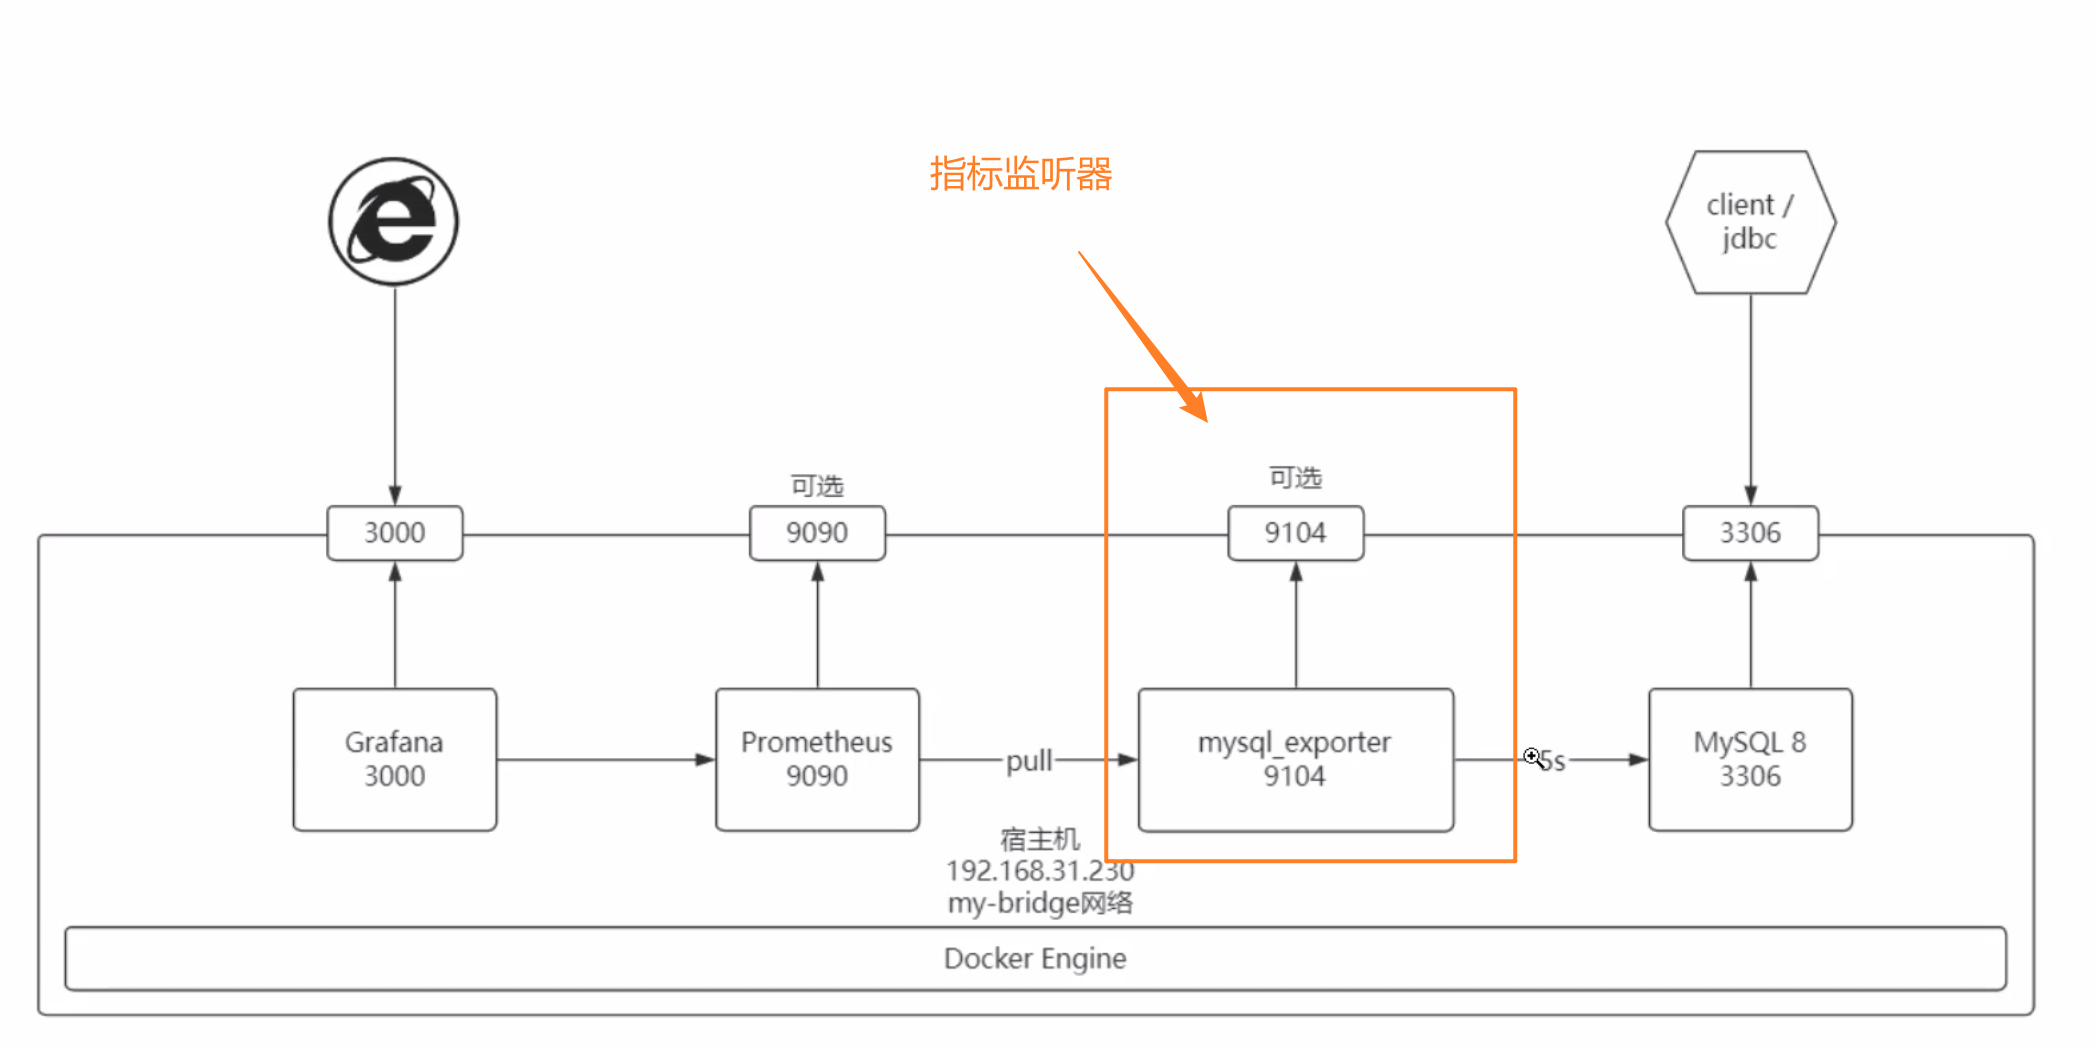 指标监听器
client /
jdbc
可选
可选
3000
9090
9104
3306
Grafana
3000
Prometheus
9090
pull
mysql_exporter
9104
5s
MySQL 8
3306
宿主机
192.168.31.230
my-bridge网络
Docker Engine